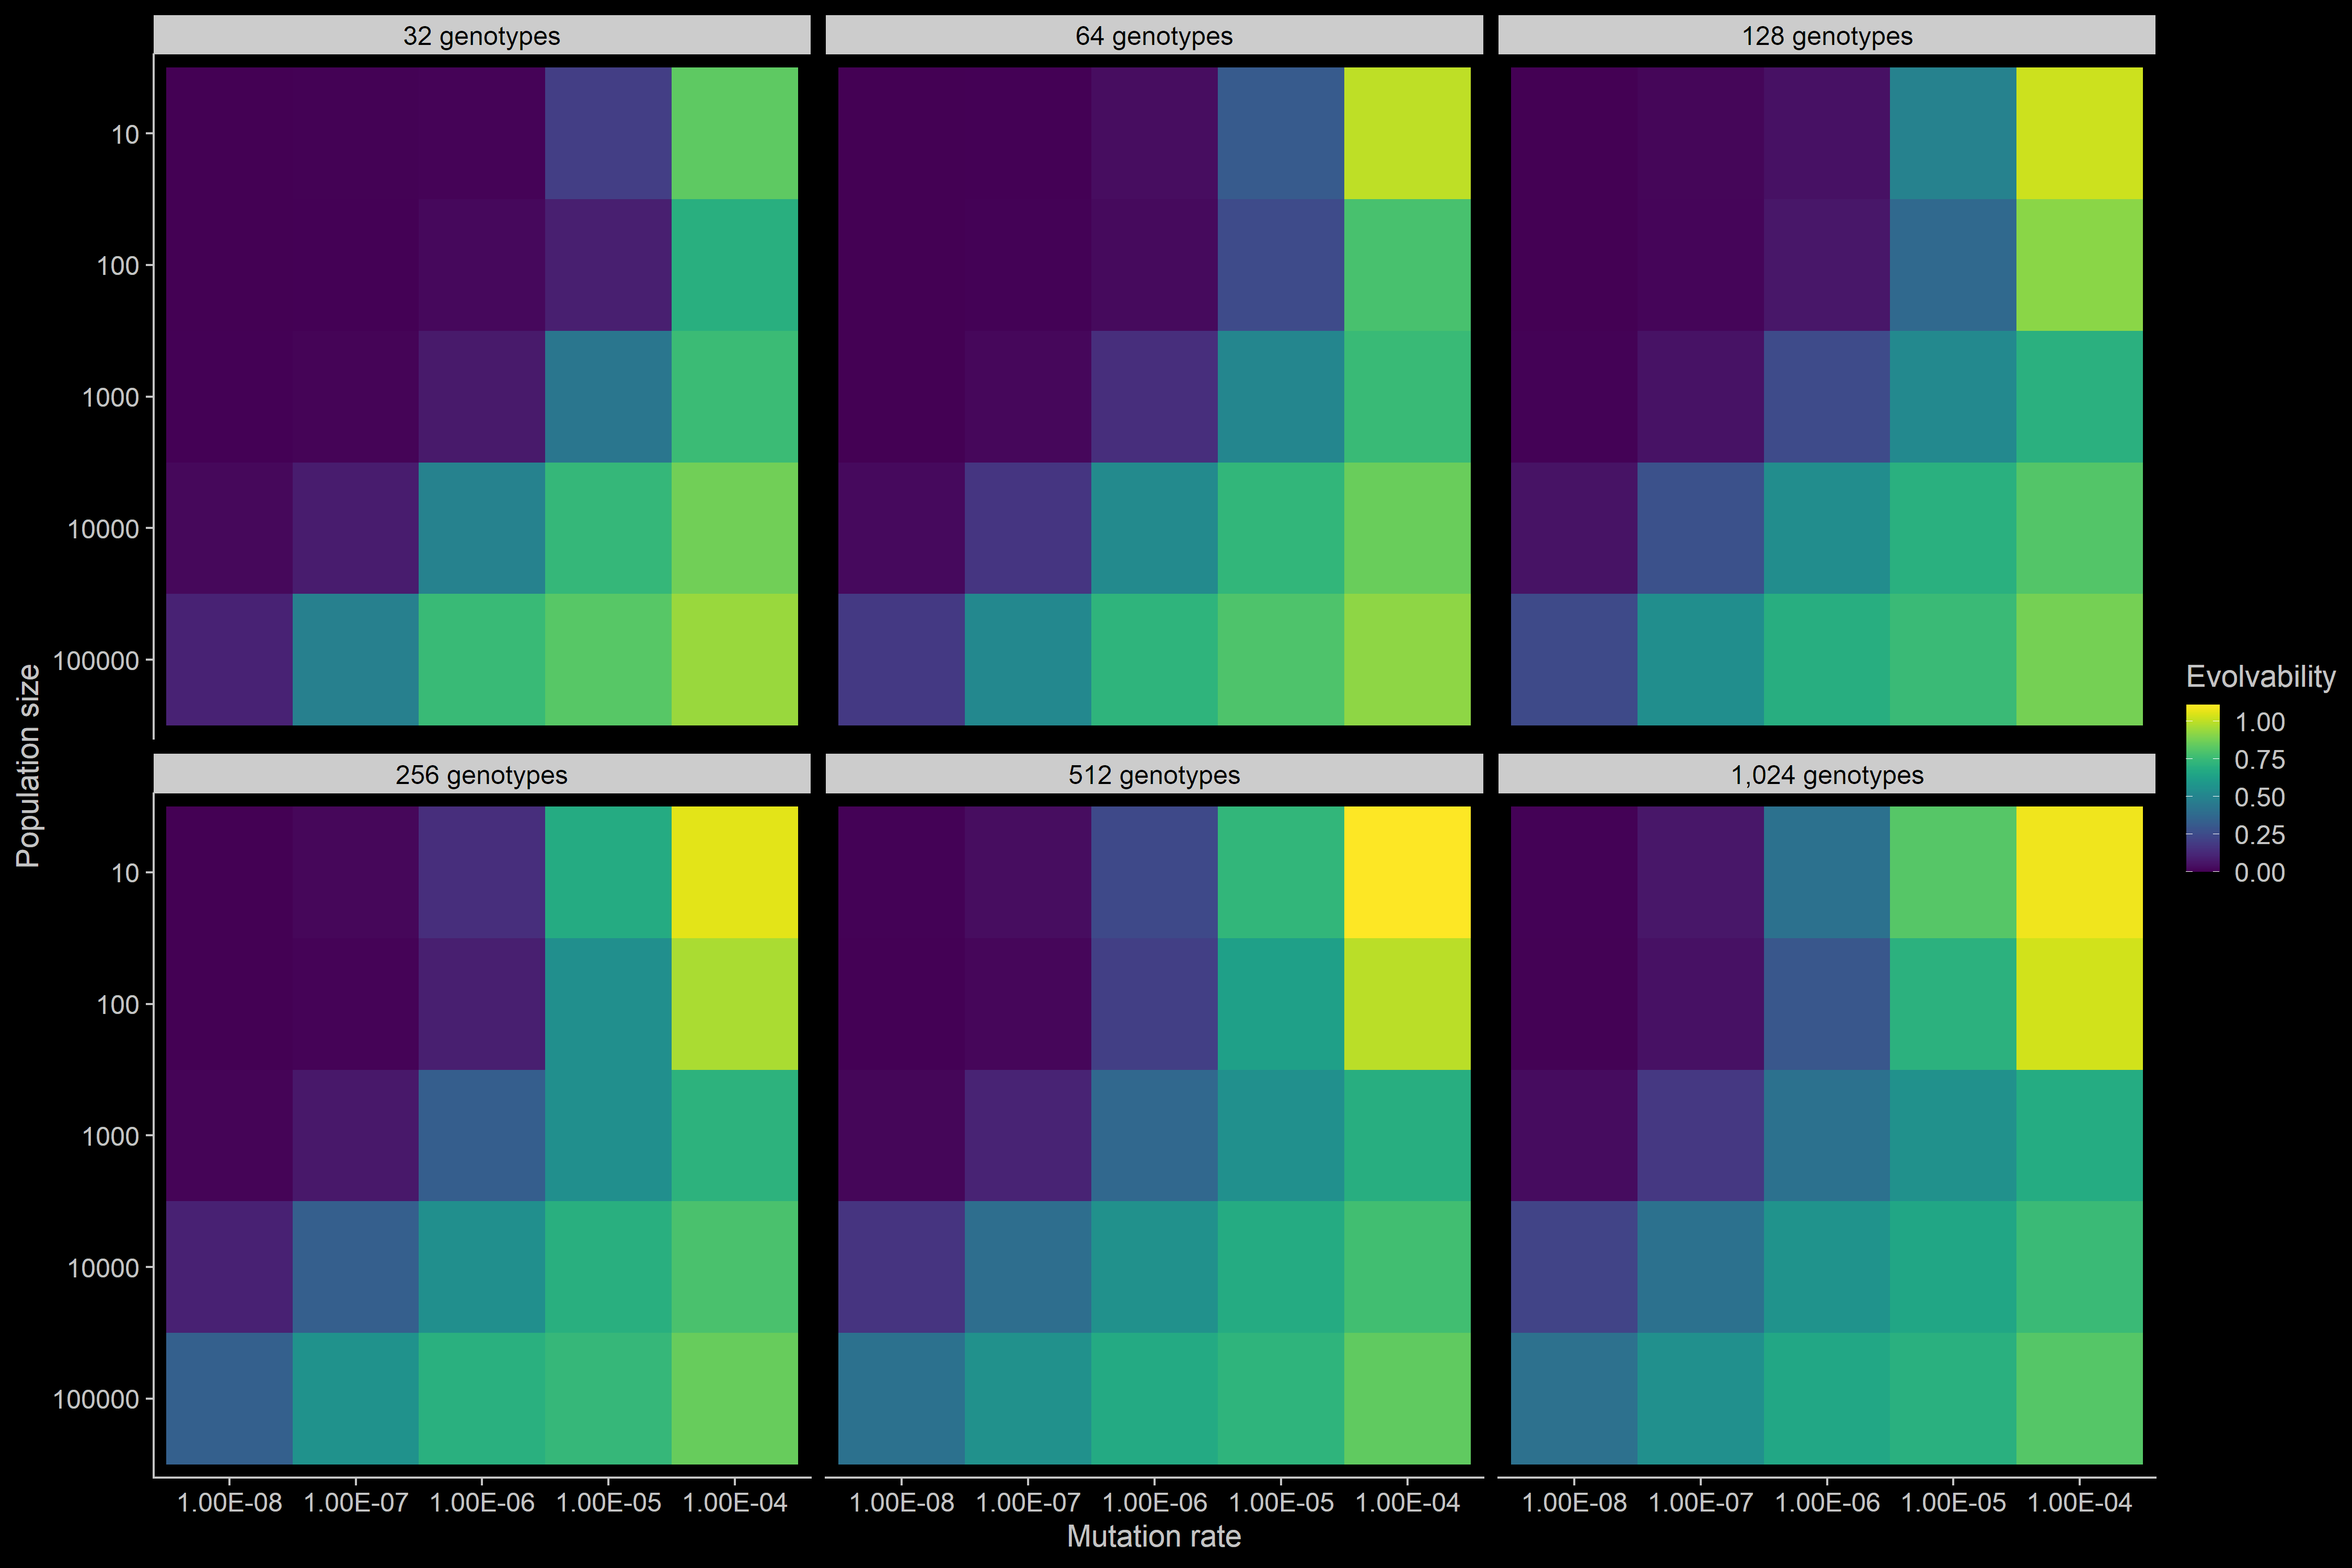 32 genotypes
64 genotypes
128 genotypes
10
100
1000
10000
100000
256 genotypes
512 genotypes
1,024 genotypes
10
100
1000
10000
100000
Population size
1.00E-08 1.00E-07 1.00E-06 1.00E-05 1.00E-04
1.00E-08 1.00E-07 1.00E-06 1.00E-05 1.00E-04
1.00E-08 1.00E-07 1.00E-06 1.00E-05 1.00E-04
Mutation rate
Evolvability
1.00
0.75
0.50
0.25
0.00